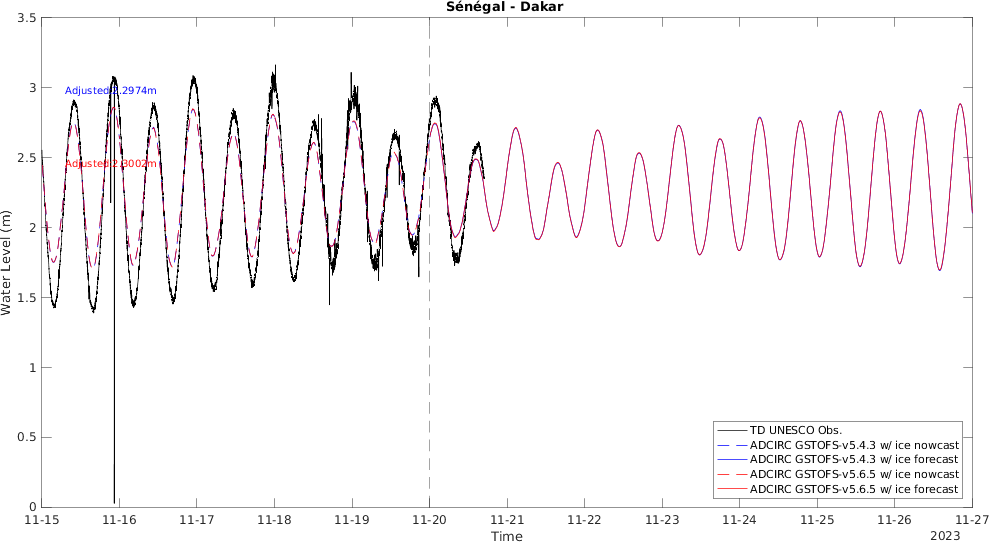 Sénégal - Dakar
3.5
3
2.5
2
1.5
1
0.5
0
Water Level (m)
Adjusted:2.2974m
Adjusted:2.3002m
TD UNESCO Obs.
ADCIRC GSTOFS-v5.4.3 w/ ice nowcast
ADCIRC GSTOFS-v5.4.3 w/ ice forecast
ADCIRC GSTOFS-v5.6.5 w/ ice nowcast
ADCIRC GSTOFS-v5.6.5 w/ ice forecast
11-15 11-16 11-17 11-18 11-19 11-20 11-21 11-22 11-23 11-24 11-25 11-26 11-27
Time
2023